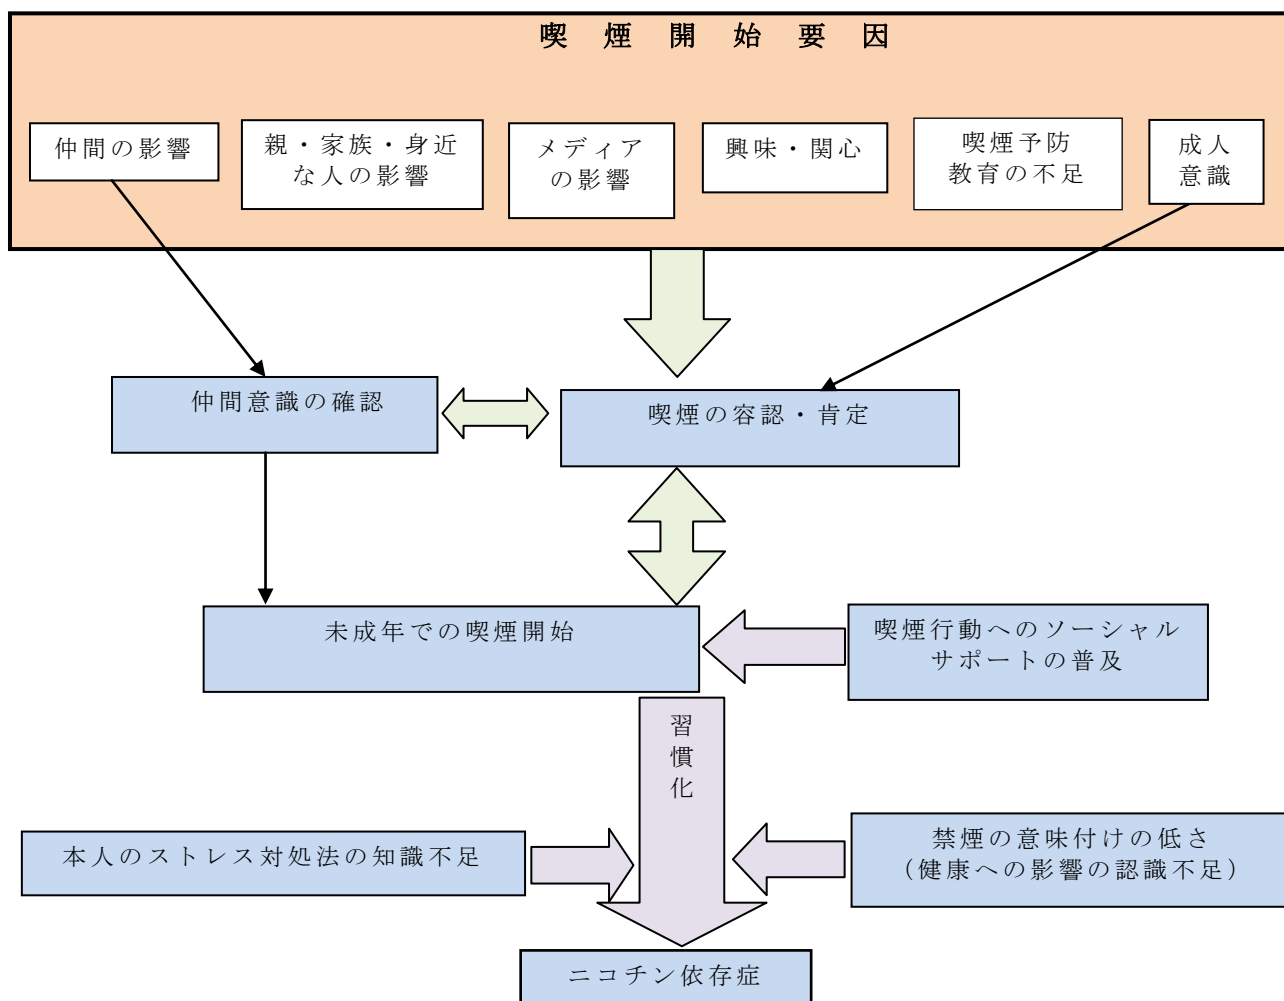 喫煙開始要因
仲間の影響
親・家族・身近
な人の影響
メディア
の影響
興味・関心
喫煙予防
教育の不足
成人
意識
仲間意識の確認
喫煙の容認・肯定
未成年での喫煙開始
喫煙行動へのソーシャル
サポートの普及
習
慣
化
本人のストレス対処法の知識不足
禁煙の意味付けの低さ
（健康への影響の認識不足）
ニコチン依存症